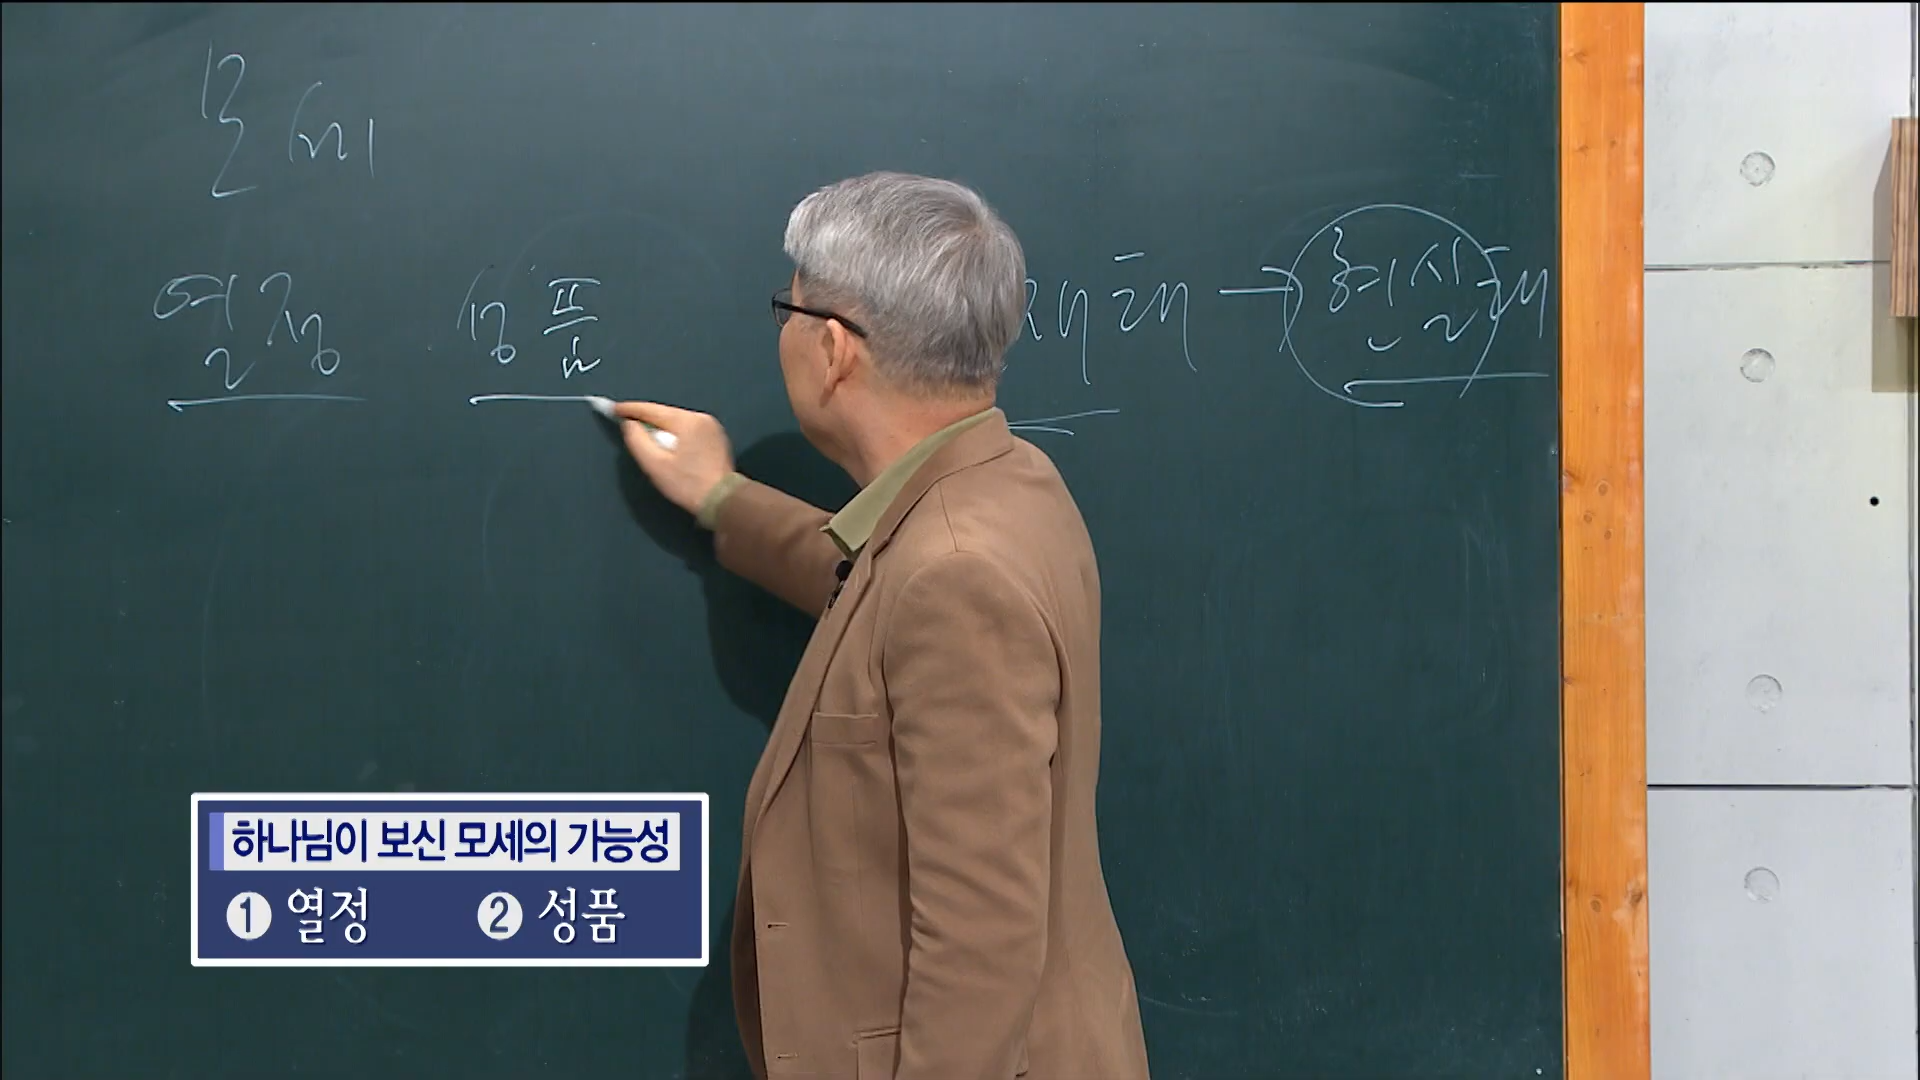 모세
열정 성품 재해 → 현실태
하나님이 보신 모세의 가능성
1 열정 2 성품